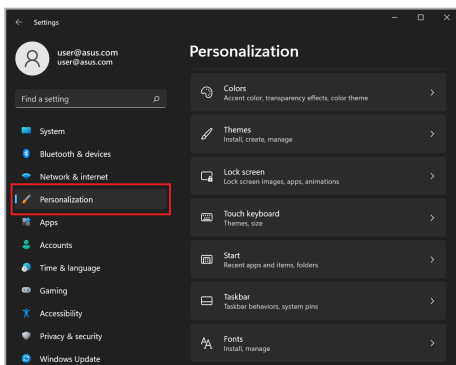 Settings
user@asus.com
user@asus.com
Find a setting
System
Bluetooth & devices
Network & internet
Personalization
Apps
Accounts
Time & language
Gaming
Accessibility
Privacy & security
Windows Update
Personalization
Colors
Accent color, transparency effects, color theme
Themes
Install, create, manage
Lock screen
Lock screen images, apps, animations
Touch keyboard
Themes, size
Start
Recent apps and items, folders
Taskbar
Taskbar behaviors, system pins
Fonts
Install, manage